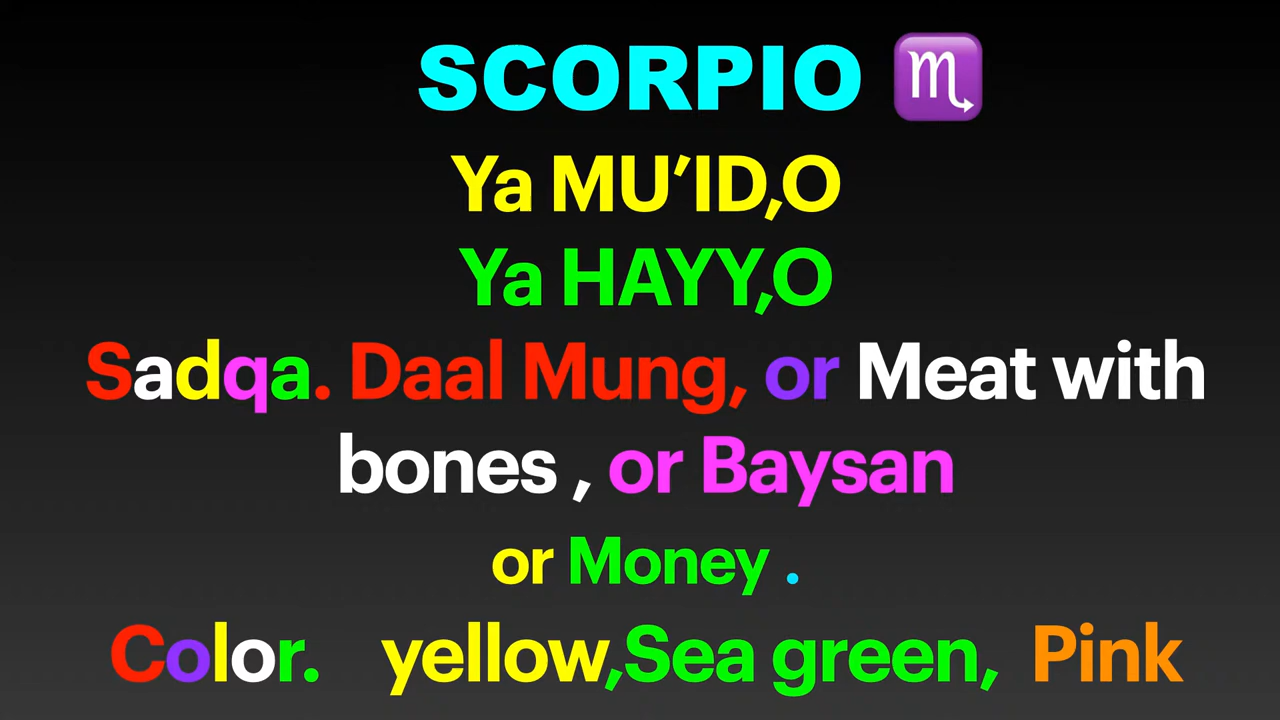 SCORPIO ♏
Ya MU’ID,O
Ya HAYY,O
Sadqa. Daal Mung, or Meat with
bones , or Baysan
or Money .
Color. yellow,Sea green, Pink